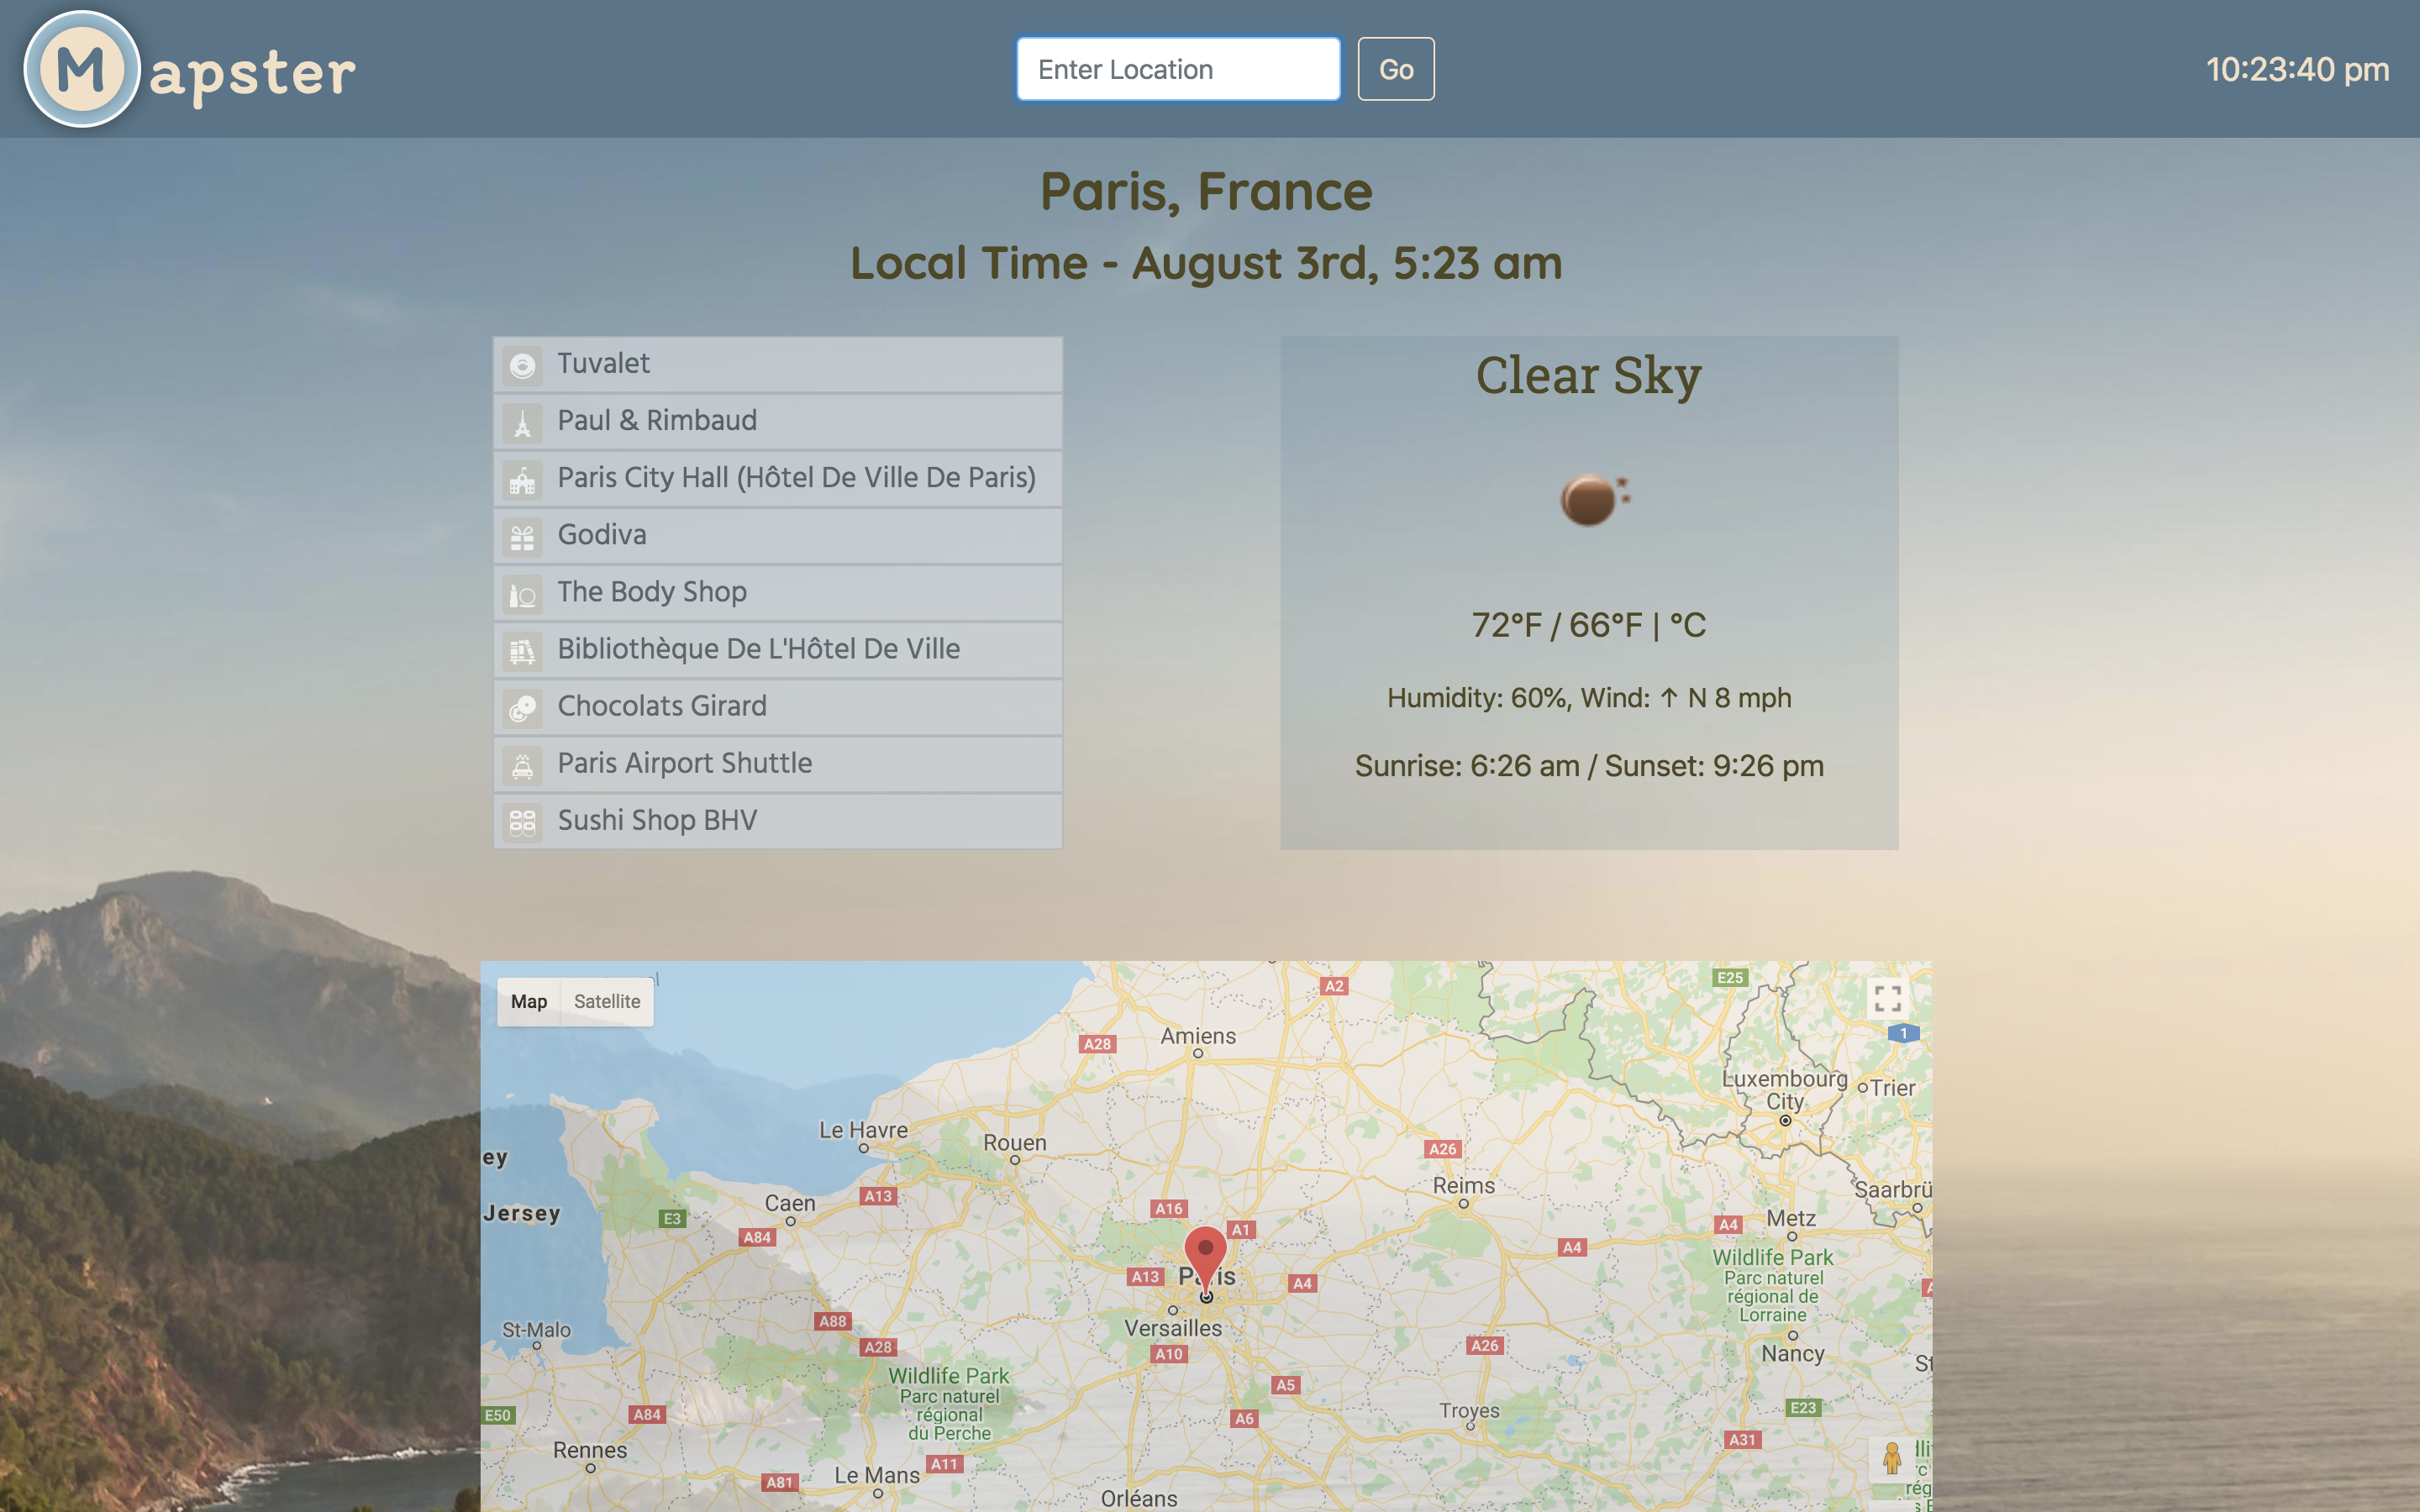 Mapster
Enter Location
Go
10:23:40 pm
Paris, France
Local Time - August 3rd, 5:23 am
Tuvalet
Paul & Rimbaud
Paris City Hall (Hôtel De Ville De Paris)
Godiva
The Body Shop
Bibliothèque De L'Hôtel De Ville
Chocolats Girard
Paris Airport Shuttle
Sushi Shop BHV
Clear Sky
72°F / 66°F | °C
Humidity: 60%, Wind: ↑ N 8 mph
Sunrise: 6:26 am / Sunset: 9:26 pm
Map
Satellite
A2
E25
1
A28
Amiens
Luxembourg
City
Trier
Le Havre
Rouen
A26
ey
Jersey
Caen
A13
E3
A84
Reims
Saarbrü
A16
A1
A4
Metz
A4
A13
Paris
A4
Wildlife Park
Parc naturel
régional de
Lorraine
St-Malo
A88
A28
Versailles
A10
A26
Nancy
St
Wildlife Park
Parc naturel
régional
du Perche
A5
E50
A84
A6
Troyes
E23
A31
Rennes
A81
Le Mans
A11
Orléans